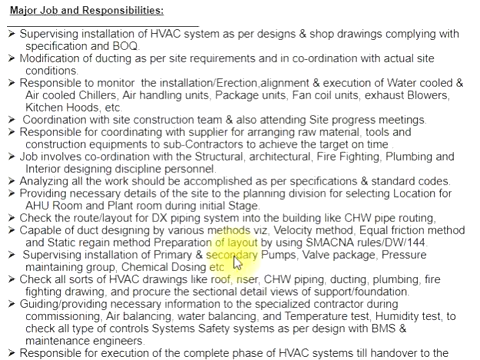 Major Job and Responsibilities:
➢ Supervising installation of HVAC system as per designs & shop drawings complying with
specification and BOQ.
➢ Modification of ducting as per site requirements and in co-ordination with actual site
conditions.
➢ Responsible to monitor the installation/Erection,alignment & execution of Water cooled &
Air cooled Chillers, Air handling units, Package units, Fan coil units, exhaust Blowers,
Kitchen Hoods, etc.
➢ Coordination with site construction team & also attending Site progress meetings.
➢ Responsible for coordinating with supplier for arranging raw material, tools and
construction equipments to sub-Contractors to achieve the target on time .
➢ Job involves co-ordination with the Structural, architectural, Fire Fighting, Plumbing and
Interior designing discipline personnel.
➢ Analyzing all the work should be accomplished as per specifications & standard codes.
➢ Providing necessary details of the site to the planning division for selecting Location for
AHU Room and Plant room during initial Stage.
➢ Check the route/layout for DX piping system into the building like CHW pipe routing,
➢ Capable of duct designing by various methods viz, Velocity method, Equal friction method
and Static regain method Preparation of layout by using SMACNA rules/DW/144.
➢ Supervising installation of Primary & secondary Pumps, Valve package, Pressure
maintaining group, Chemical Dosing etc
➢ Check all sorts of HVAC drawings like roof, riser, CHW piping, ducting, plumbing, fire
fighting drawing, and procure the sectional detail views of support/foundation.
➢ Guiding/providing necessary information to the specialized contractor during
commissioning, Air balancing, water balancing, and Temperature test, Humidity test, to
check all type of controls Systems Safety systems as per design with BMS &
maintenance engineers.
➢ Responsible for execution of the complete phase of HVAC systems till handover to the